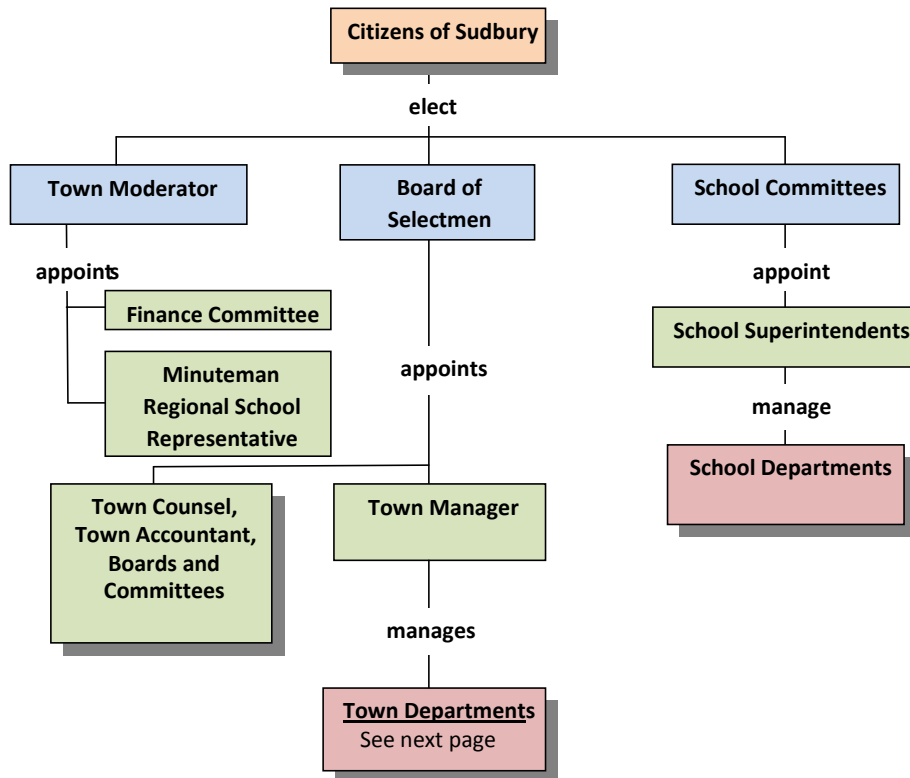 Citizens of Sudbury
elect
Town Moderator
Board of
Selectmen
School Committees
appoints
appoint
Finance Committee
School Superintendents
Minuteman
Regional School
Representative
appoints
manage
School Departments
Town Counsel,
Town Accountant,
Boards and
Committees
Town Manager
manages
Town Departments
See next page